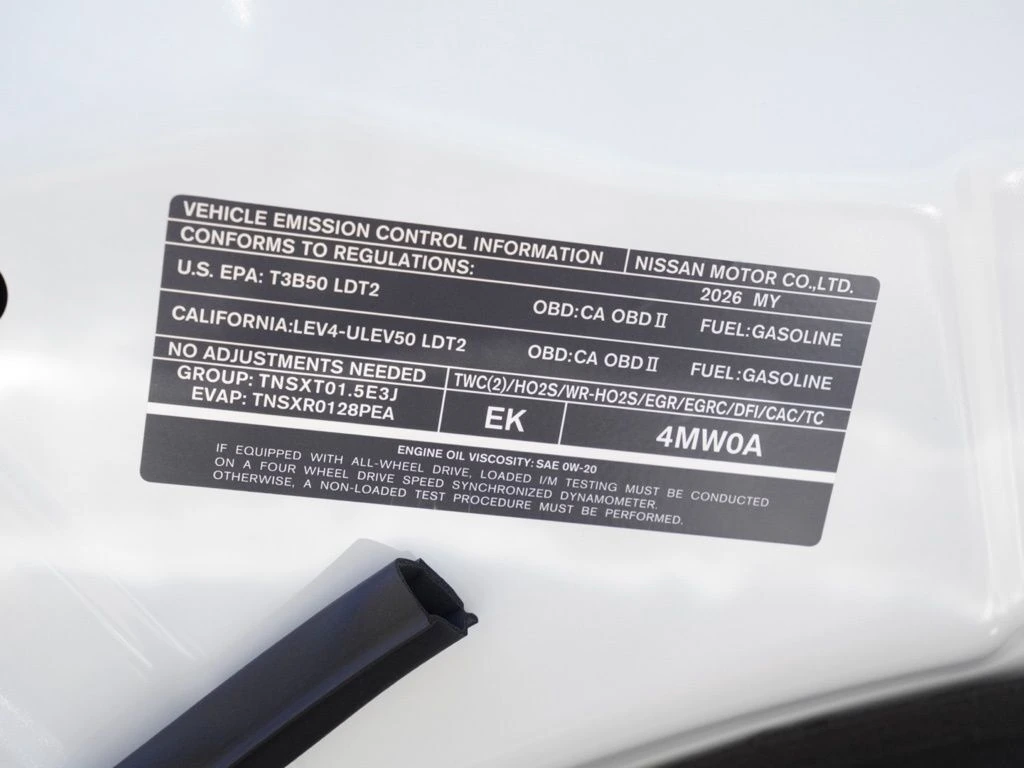 VEHICLE EMISSION CONTROL INFORMATION
NISSAN MOTOR CO.,LTD.
CONFORMS TO REGULATIONS:
2026 MY
U.S. EPA: T3B50 LDT2
OBD:CA OBD II
FUEL:GASOLINE
CALIFORNIA:LEV4-ULEV50 LDT2
OBD:CA OBD II
FUEL:GASOLINE
NO ADJUSTMENTS NEEDED
TWC(2)/HO2S/WR-HO2S/EGR/EGRC/DFI/CAC/TC
GROUP: TNSXT01.5E3J
EVAP: TNSXR0128PEA
EK
4MW0A
ENGINE OIL VISCOSITY: SAE 0W-20
IF EQUIPPED WITH ALL-WHEEL DRIVE, LOADED I/M TESTING MUST BE CONDUCTED
ON A FOUR WHEEL DRIVE SPEED SYNCHRONIZED DYNAMOMETER.
OTHERWISE, A NON-LOADED TEST PROCEDURE MUST BE PERFORMED.